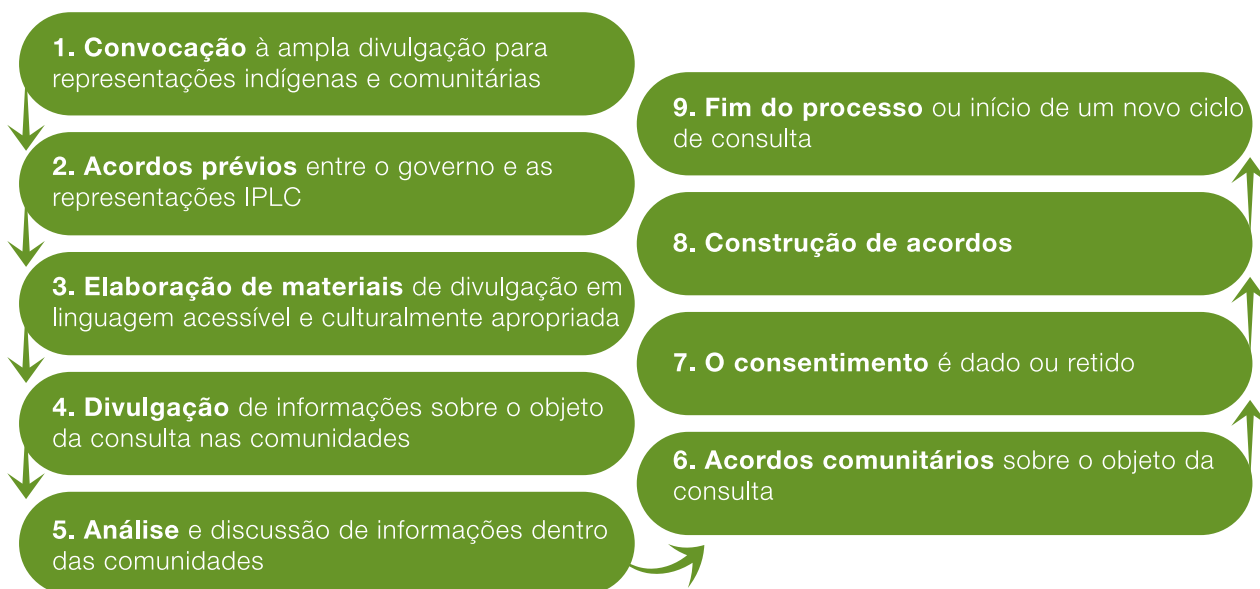 1. Convocação à ampla divulgação para
representações indígenas e comunitárias
2. Acordos prévios entre o governo e as
representações IPLC
3. Elaboração de materiais de divulgação em
linguagem acessível e culturalmente apropriada
4. Divulgação de informações sobre o objeto
da consulta nas comunidades
5. Análise e discussão de informações dentro
das comunidades
6. Acordos comunitários sobre o objeto da
consulta
7. O consentimento é dado ou retido
8. Construção de acordos
9. Fim do processo ou início de um novo ciclo
de consulta